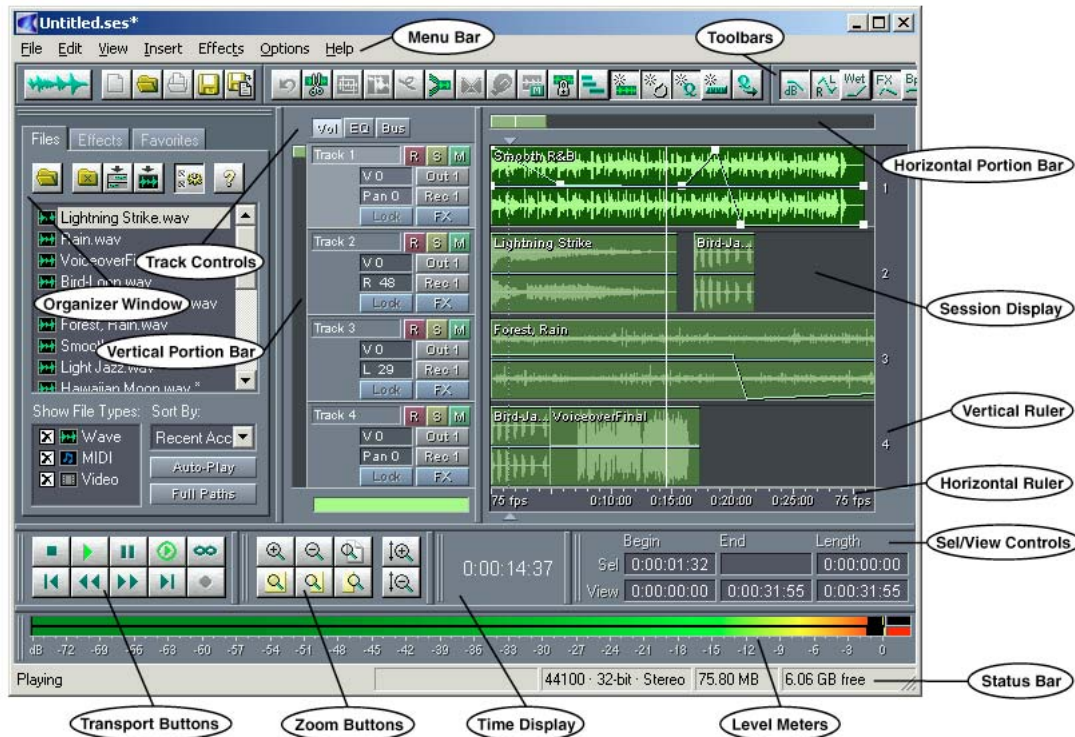 Untitled.ses*
File Edit View Insert Effects Options Help
Menu Bar
Toolbars
dB L R Wet FX
Files Effects Favorites
Vol EQ Bus
Horizontal Portion Bar
Lightning Strike.wav
Rain.wav
VoiceoverFi
Bird-Loon.wav
wav
Forest, Rain.wav
Smoot
Light Jazz.wav
Hawaiian Moon.wav *
Track Controls
Organizer Window
Vertical Portion Bar
Show File Types: Sort By:
Wave
MIDI
Video
Recent Acc
Auto-Play
Full Paths
Track 1 R S M
V 0 Out 1
Pan 0 Rec 1
Lock FX
Smooth R&B
1
Track 2 R S M
V 0 Out 1
R 48 Rec 1
Lock FX
Lightning Strike Bird-Ja...
2
Session Display
Track 3 R S M
V 0 Out 1
L 29 Rec 1
Lock FX
Forest, Rain
3
Track 4 R S M
V 0 Out 1
Pan 0 Rec 1
Lock FX
Bird-Ja... VoiceoverFinal
4
Vertical Ruler
75 fps 0:10:00 0:15:00 0:20:00 0:25:00 75 fps
Horizontal Ruler
0:00:14:37
Begin End Length
Sel 0:00:01:32 0:00:00:00
View 0:00:00:00 0:00:31:55 0:00:31:55
Sel/View Controls
dB -72 -69 -66 -63 -60 -57 -54 -51 -48 -45 -42 -39 -36 -33 -30 -27 -24 -21 -18 -15 -12 -9 -6 -3 0
Playing 44100 · 32-bit · Stereo 75.80 MB 6.06 GB free
Status Bar
Transport Buttons
Zoom Buttons
Time Display
Level Meters